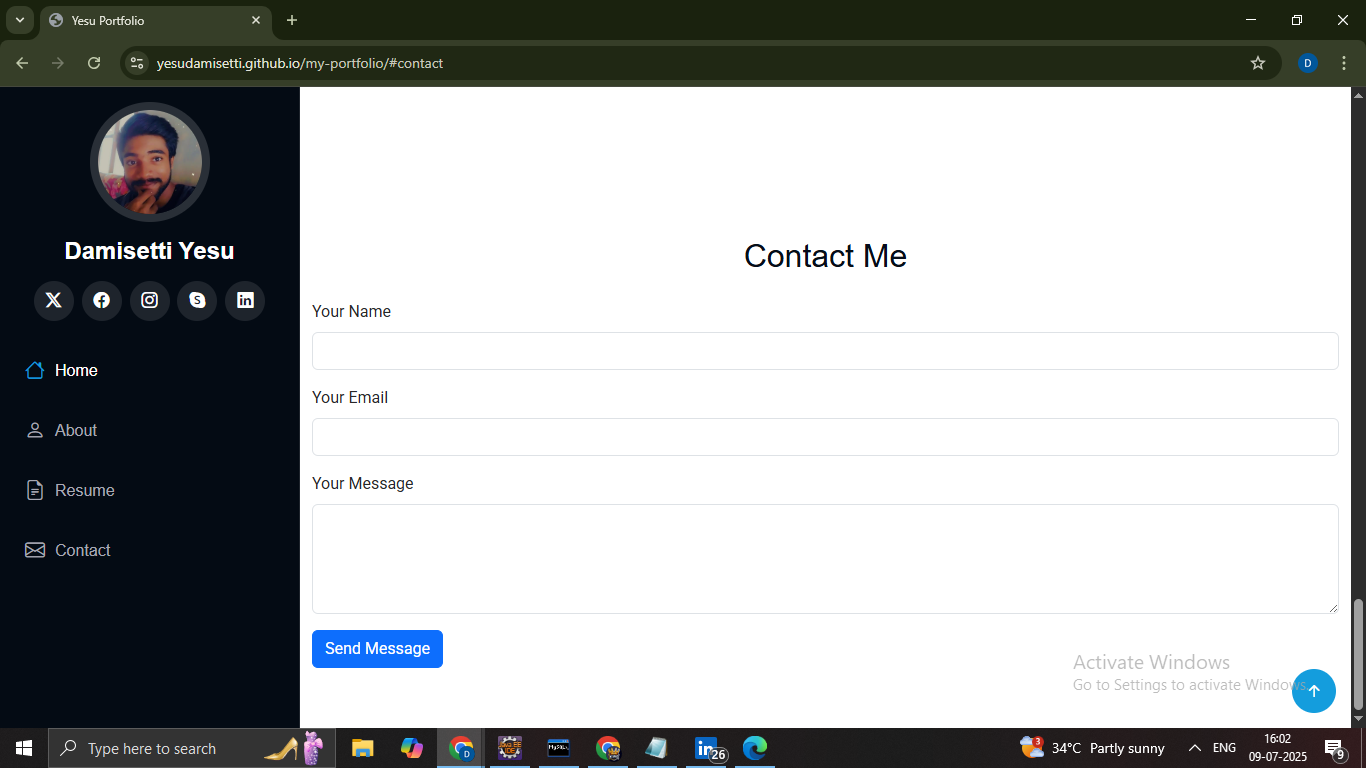 Yesu Portfolio
yesudamisetti.github.io/my-portfolio/#contact
D
Damisetti Yesu
Home
About
Resume
Contact
Contact Me
Your Name
Your Email
Your Message
Send Message
Activate Windows
Go to Settings to activate Windows.
Type here to search
D
MySQL
26
3
34°C Partly sunny
ENG
16:02
09-07-2025
9